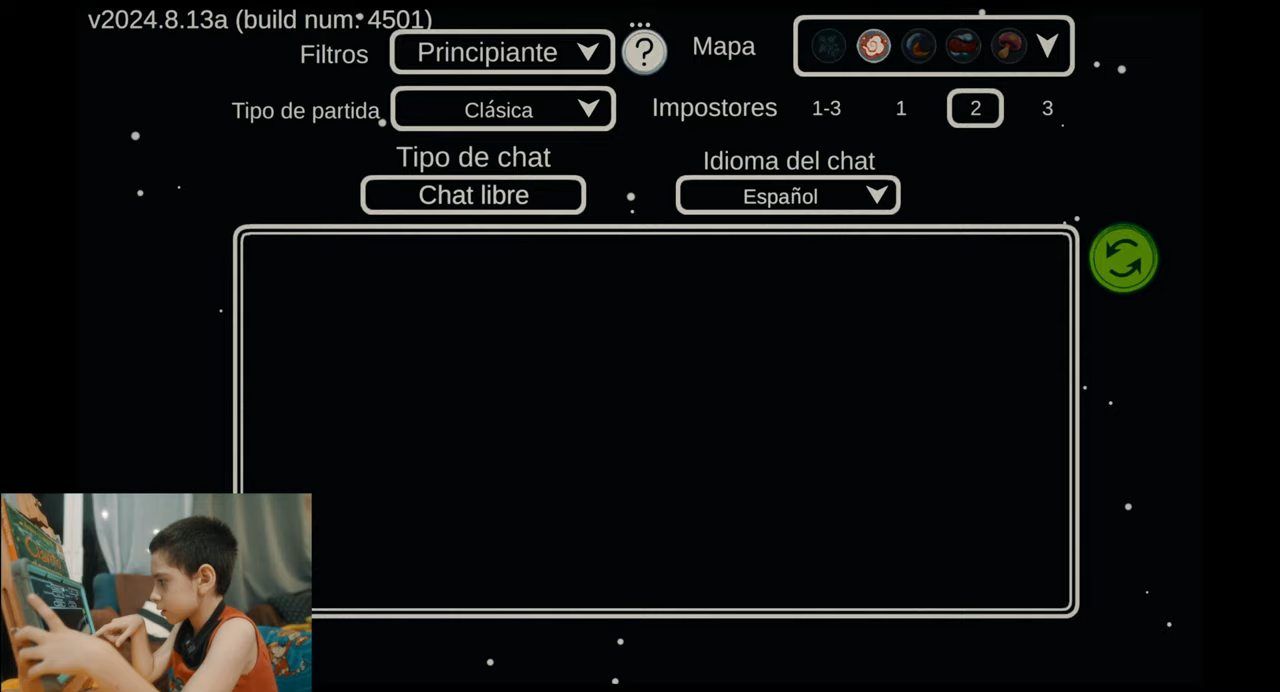 v2024.8.13a (build num: 4501)
Filtros Principiante ? Mapa
Tipo de partida Clásica Impostores 1-3 1 2 3
Tipo de chat Idioma del chat
Chat libre Español